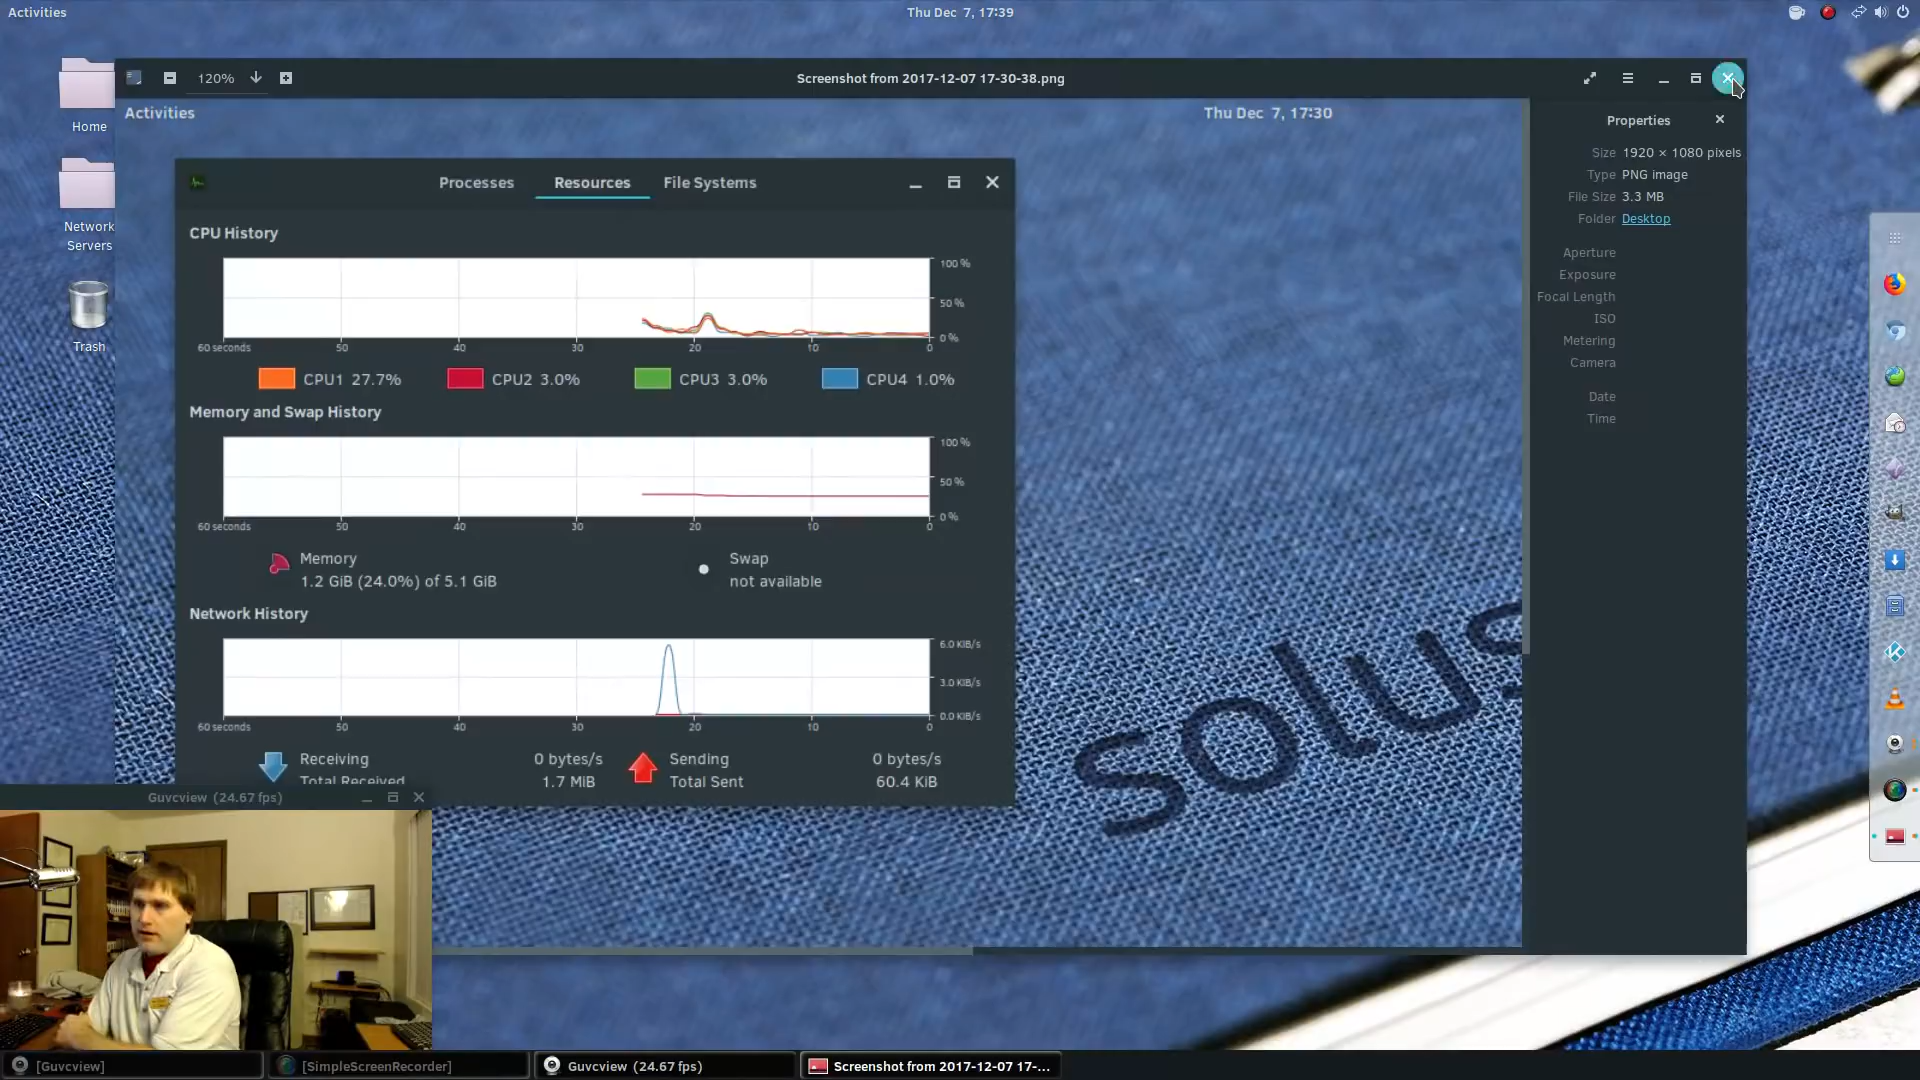 Activities
Thu Dec 7, 17:39
120%
Screenshot from 2017-12-07 17-30-38.png
Home
Network
Servers
Trash
Activities
Thu Dec 7, 17:30
Processes
Resources
File Systems
CPU History
100 %
50 %
0 %
60 seconds
50
40
30
20
10
0
CPU1 27.7%
CPU2 3.0%
CPU3 3.0%
CPU4 1.0%
Memory and Swap History
100 %
50 %
0 %
60 seconds
50
40
30
20
10
0
Memory
1.2 GiB (24.0%) of 5.1 GiB
Swap
not available
Network History
6.0 KiB/s
3.0 KiB/s
0.0 KiB/s
60 seconds
50
40
30
20
10
0
Receiving
0 bytes/s
Total Received
1.7 MiB
Sending
0 bytes/s
Total Sent
60.4 KiB
solus
Properties
Size 1920 × 1080 pixels
Type PNG image
File Size 3.3 MB
Folder Desktop
Aperture
Exposure
Focal Length
ISO
Metering
Camera
Date
Time
Guvcview (24.67 fps)
[Guvcview]
[SimpleScreenRecorder]
Guvcview (24.67 fps)
Screenshot from 2017-12-07 17-...